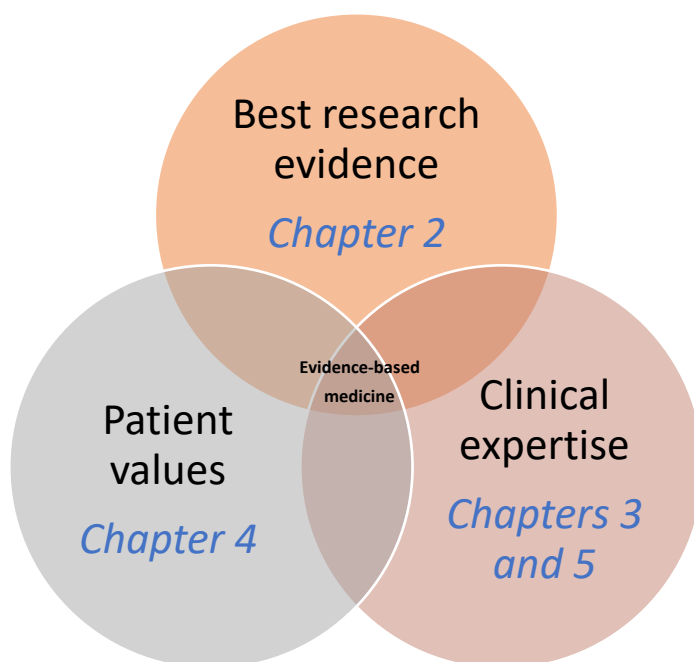 Best research
evidence
Chapter 2
Evidence-based
medicine
Patient
values
Chapter 4
Clinical
expertise
Chapters 3
and 5